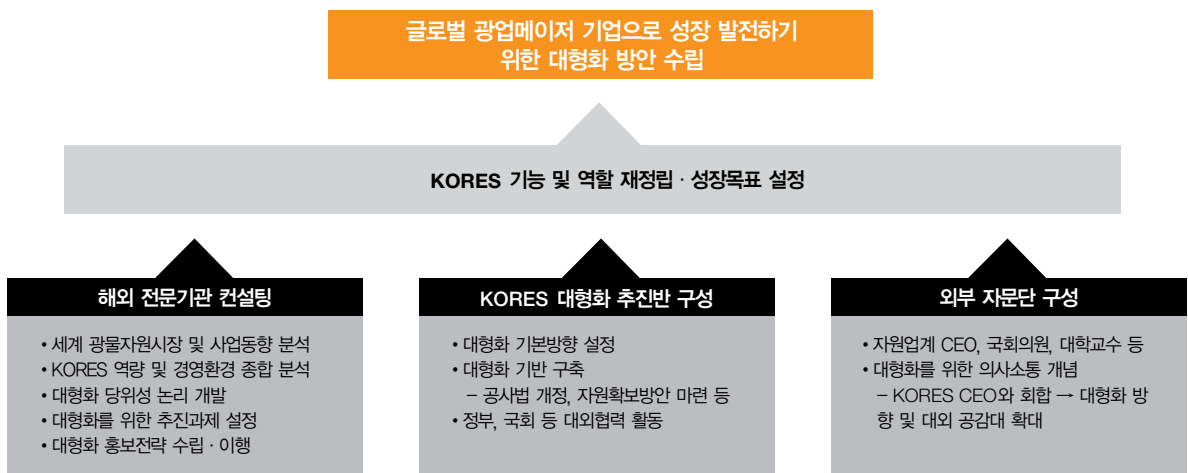 글로벌 광업메이저 기업으로 성장 발전하기
위한 대형화 방안 수립
KORES 기능 및 역할 재정립 · 성장목표 설정
해외 전문기관 컨설팅
• 세계 광물자원시장 및 사업동향 분석
• KORES 역량 및 경영환경 종합 분석
• 대형화 당위성 논리 개발
• 대형화를 위한 추진과제 설정
• 대형화 홍보전략 수립 · 이행
KORES 대형화 추진반 구성
• 대형화 기본방향 설정
• 대형화 기반 구축
– 공사법 개정, 자원확보방안 마련 등
• 정부, 국회 등 대외협력 활동
외부 자문단 구성
• 자원업계 CEO, 국회의원, 대학교수 등
• 대형화를 위한 의사소통 개념
– KORES CEO와 회합 → 대형화 방
향 및 대외 공감대 확대